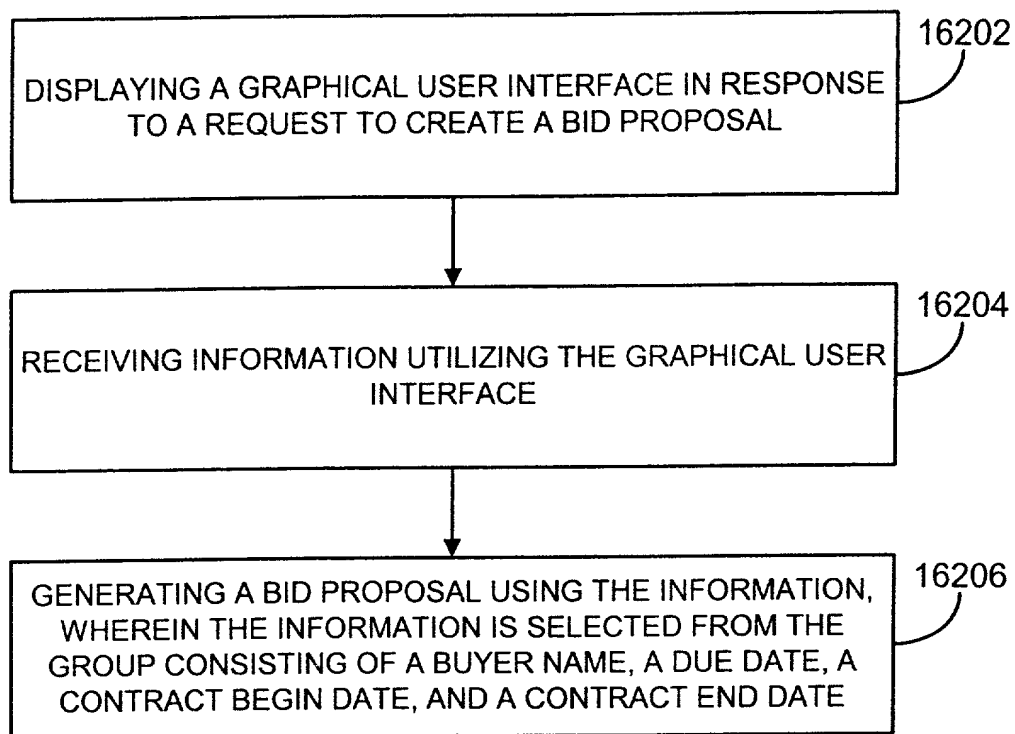 16202
DISPLAYING A GRAPHICAL USER INTERFACE IN RESPONSE
TO A REQUEST TO CREATE A BID PROPOSAL
16204
RECEIVING INFORMATION UTILIZING THE GRAPHICAL USER
INTERFACE
16206
GENERATING A BID PROPOSAL USING THE INFORMATION,
WHEREIN THE INFORMATION IS SELECTED FROM THE
GROUP CONSISTING OF A BUYER NAME, A DUE DATE, A
CONTRACT BEGIN DATE, AND A CONTRACT END DATE